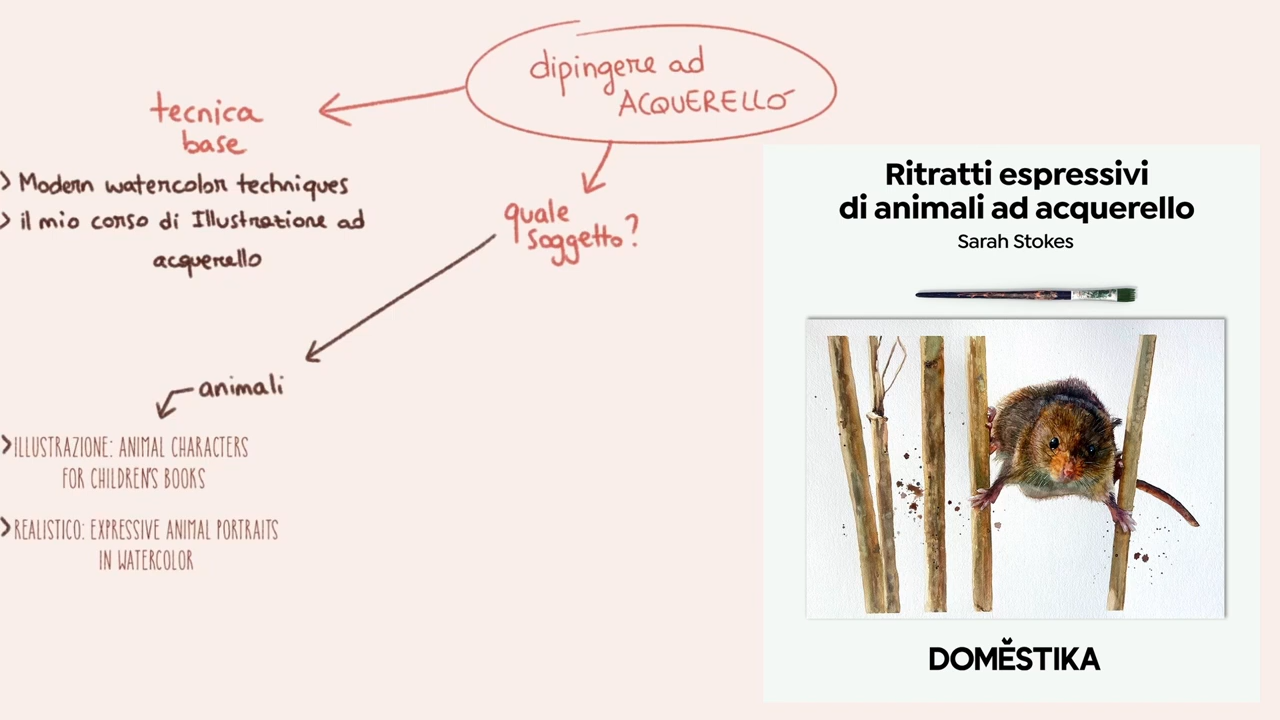 dipingere ad
ACQUERELLO
tecnica
base
> Modern watercolor techniques
> il mio corso di Illustrazione ad
acquerello
quale
soggetto?
animali
>ILLUSTRAZIONE: ANIMAL CHARACTERS
FOR CHILDREN'S BOOKS
>REALISTICO: EXPRESSIVE ANIMAL PORTRAITS
IN WATERCOLOR
Ritratti espressivi
di animali ad acquerello
Sarah Stokes
DOMĔSTIKA